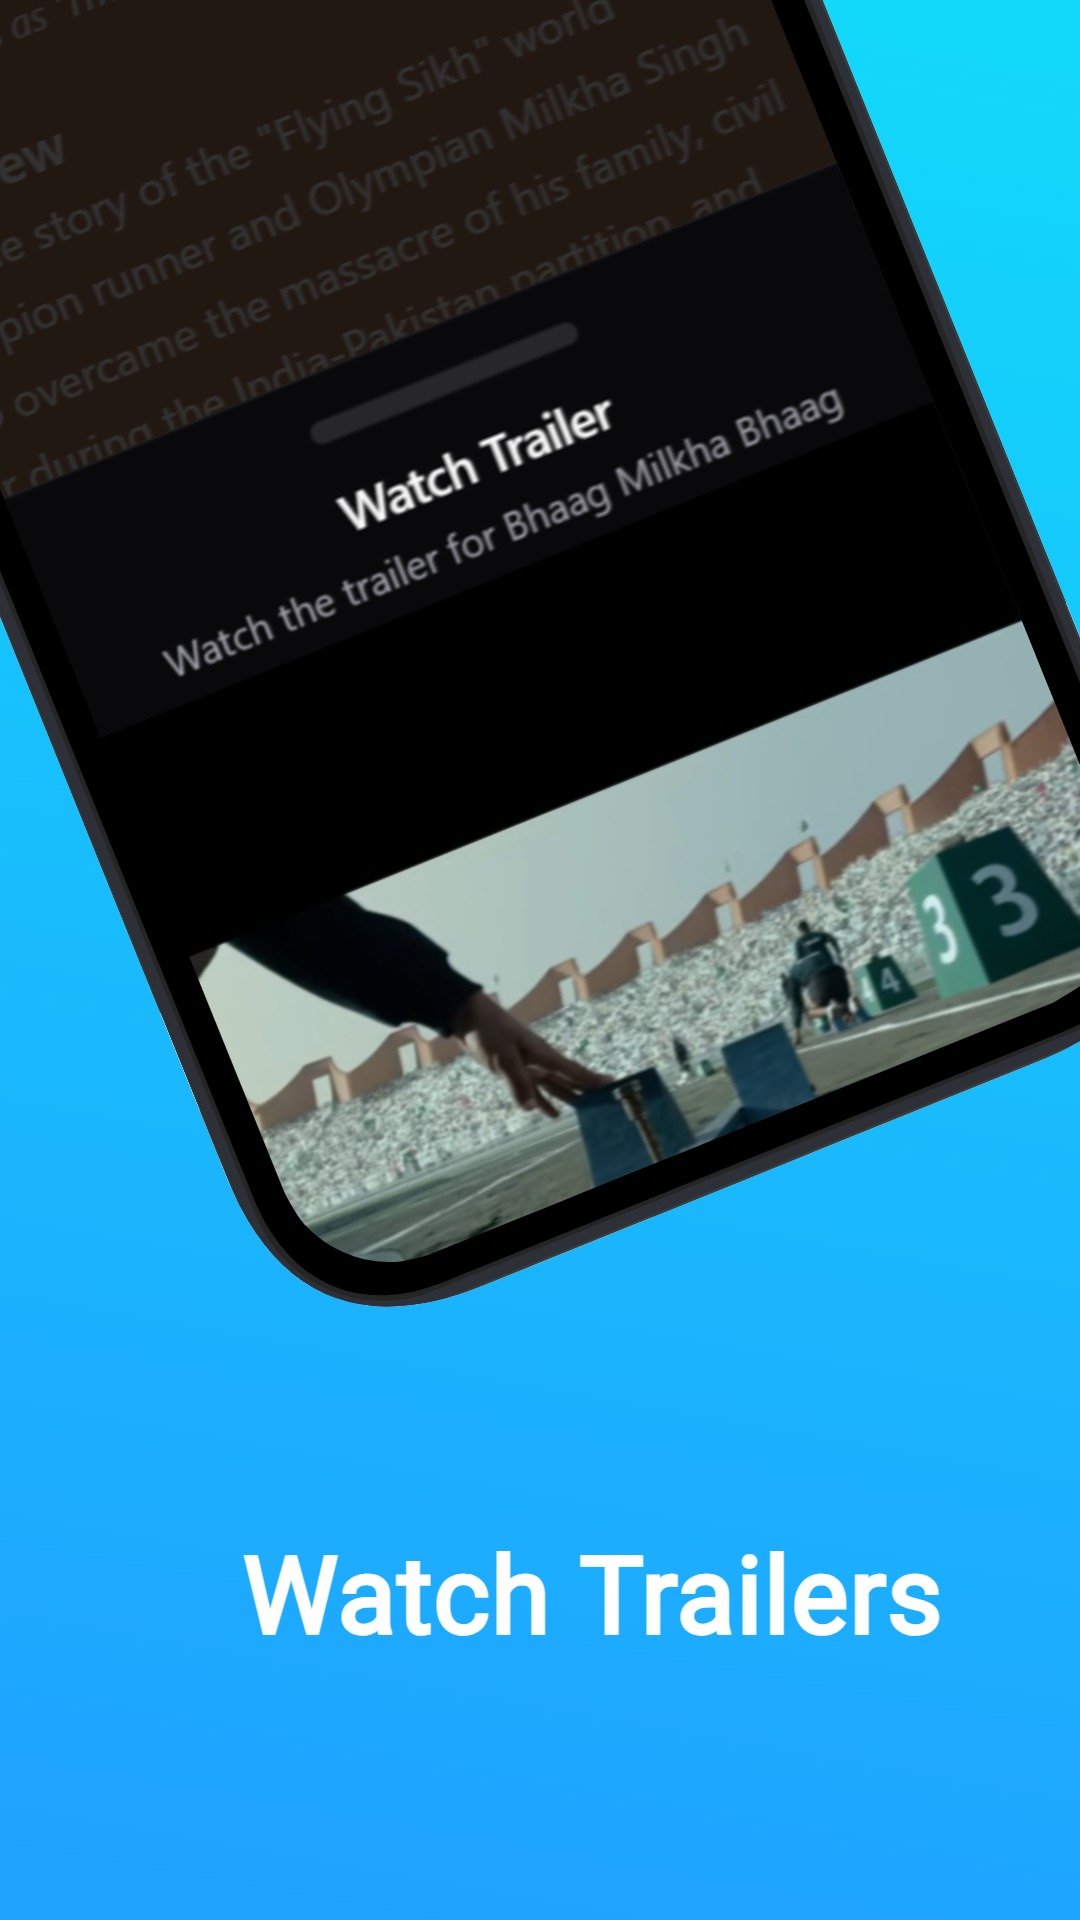 as
ew
e story of the "Flying Sikh" world
pion runner and Olympian Milkha Singh
overcame the massacre of his family, civil
r during the India-Pakistan partition, and
Watch Trailer
Watch the trailer for Bhaag Milkha Bhaag
3 3
4 4
Watch Trailers